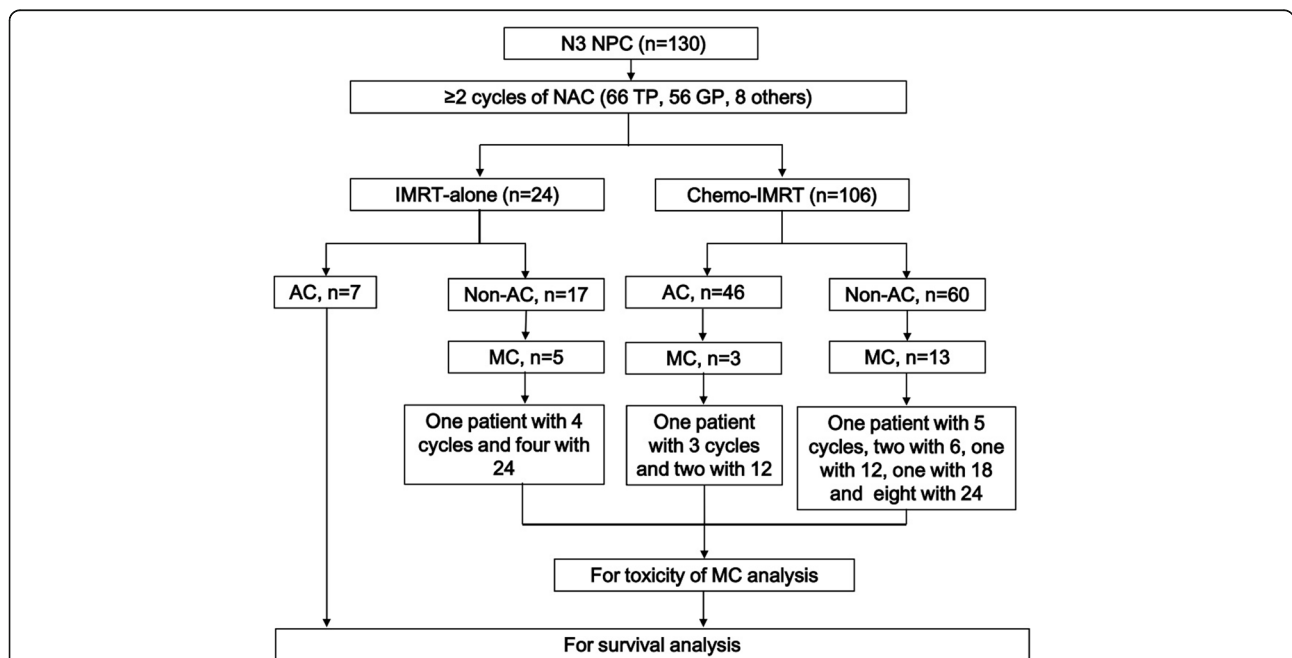 N3 NPC (n=130)
≥2 cycles of NAC (66 TP, 56 GP, 8 others)
IMRT-alone (n=24)
Chemo-IMRT (n=106)
AC, n=7
Non-AC, n=17
AC, n=46
Non-AC, n=60
MC, n=5
MC, n=3
MC, n=13
One patient with 4
cycles and four with
24
One patient
with 3 cycles
and two with 12
One patient with 5
cycles, two with 6, one
with 12, one with 18
and eight with 24
For toxicity of MC analysis
For survival analysis